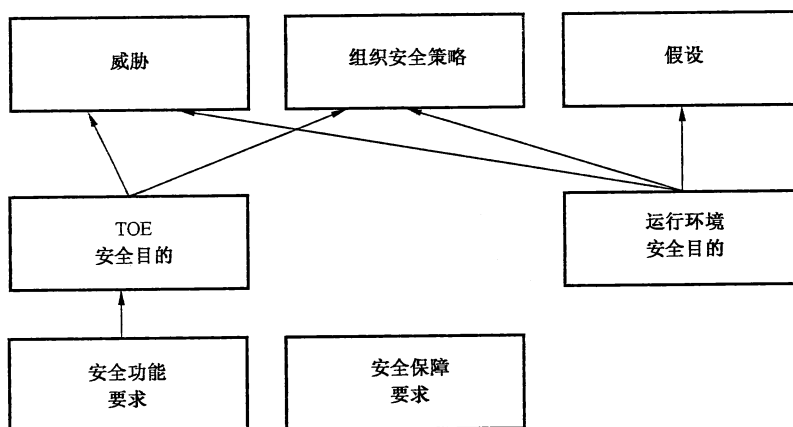 威胁
组织安全策略
假设
TOE
安全目的
运行环境
安全目的
安全功能
要求
安全保障
要求